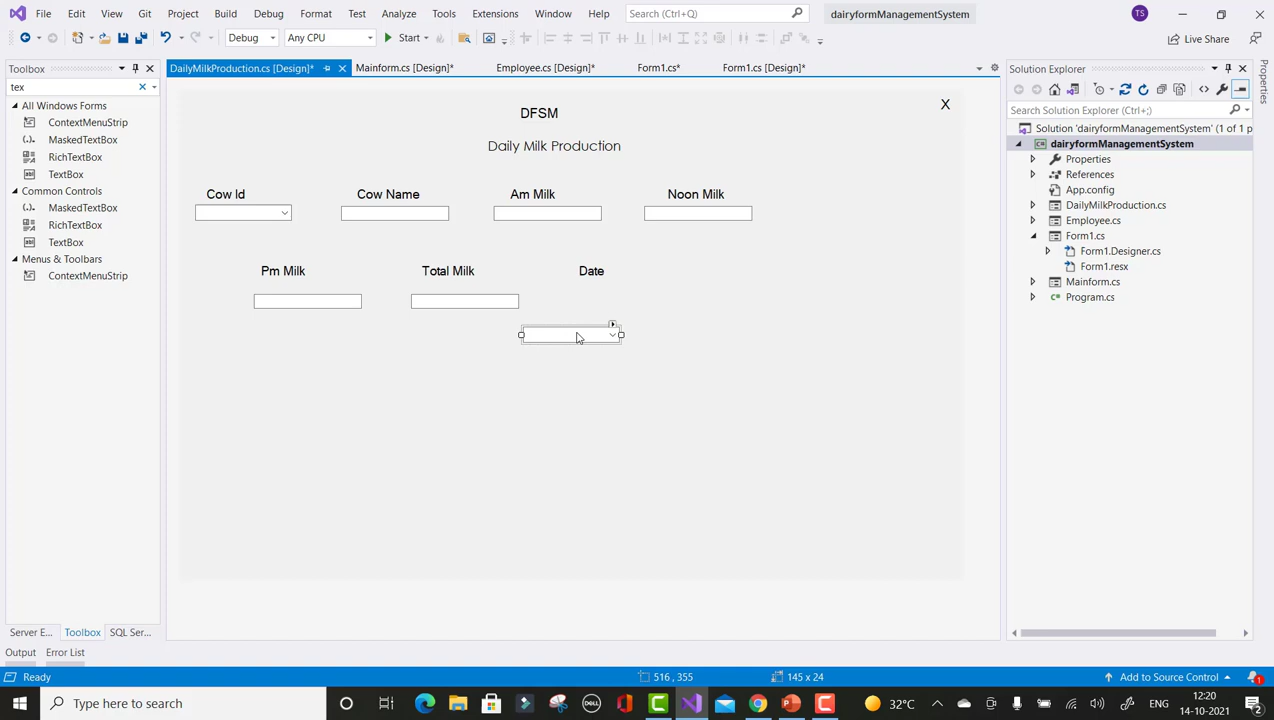 File Edit View Git Project Build Debug Format Test Analyze Tools Extensions Window Help Search (Ctrl+Q) dairyformManagementSystem TS
Debug Any CPU Start Live Share
Toolbox DailyMilkProduction.cs [Design]* Mainform.cs [Design]* Employee.cs [Design]* Form1.cs* Form1.cs [Design]* Solution Explorer Properties
tex
All Windows Forms
ContextMenuStrip
MaskedTextBox
RichTextBox
TextBox
Common Controls
MaskedTextBox
RichTextBox
TextBox
Menus & Toolbars
ContextMenuStrip
X
DFSM
Daily Milk Production
Cow Id Cow Name Am Milk Noon Milk
Pm Milk Total Milk Date
Search Solution Explorer (Ctrl+;)
Solution 'dairyformManagementSystem' (1 of 1 p
dairyformManagementSystem
Properties
References
App.config
DailyMilkProduction.cs
Employee.cs
Form1.cs
Form1.Designer.cs
Form1.resx
Mainform.cs
Program.cs
Server E... Toolbox SQL Ser...
Output Error List
Ready 516 , 355 145 x 24 Add to Source Control 1
Type here to search DELL 32°C ENG 12:20
14-10-2021 2